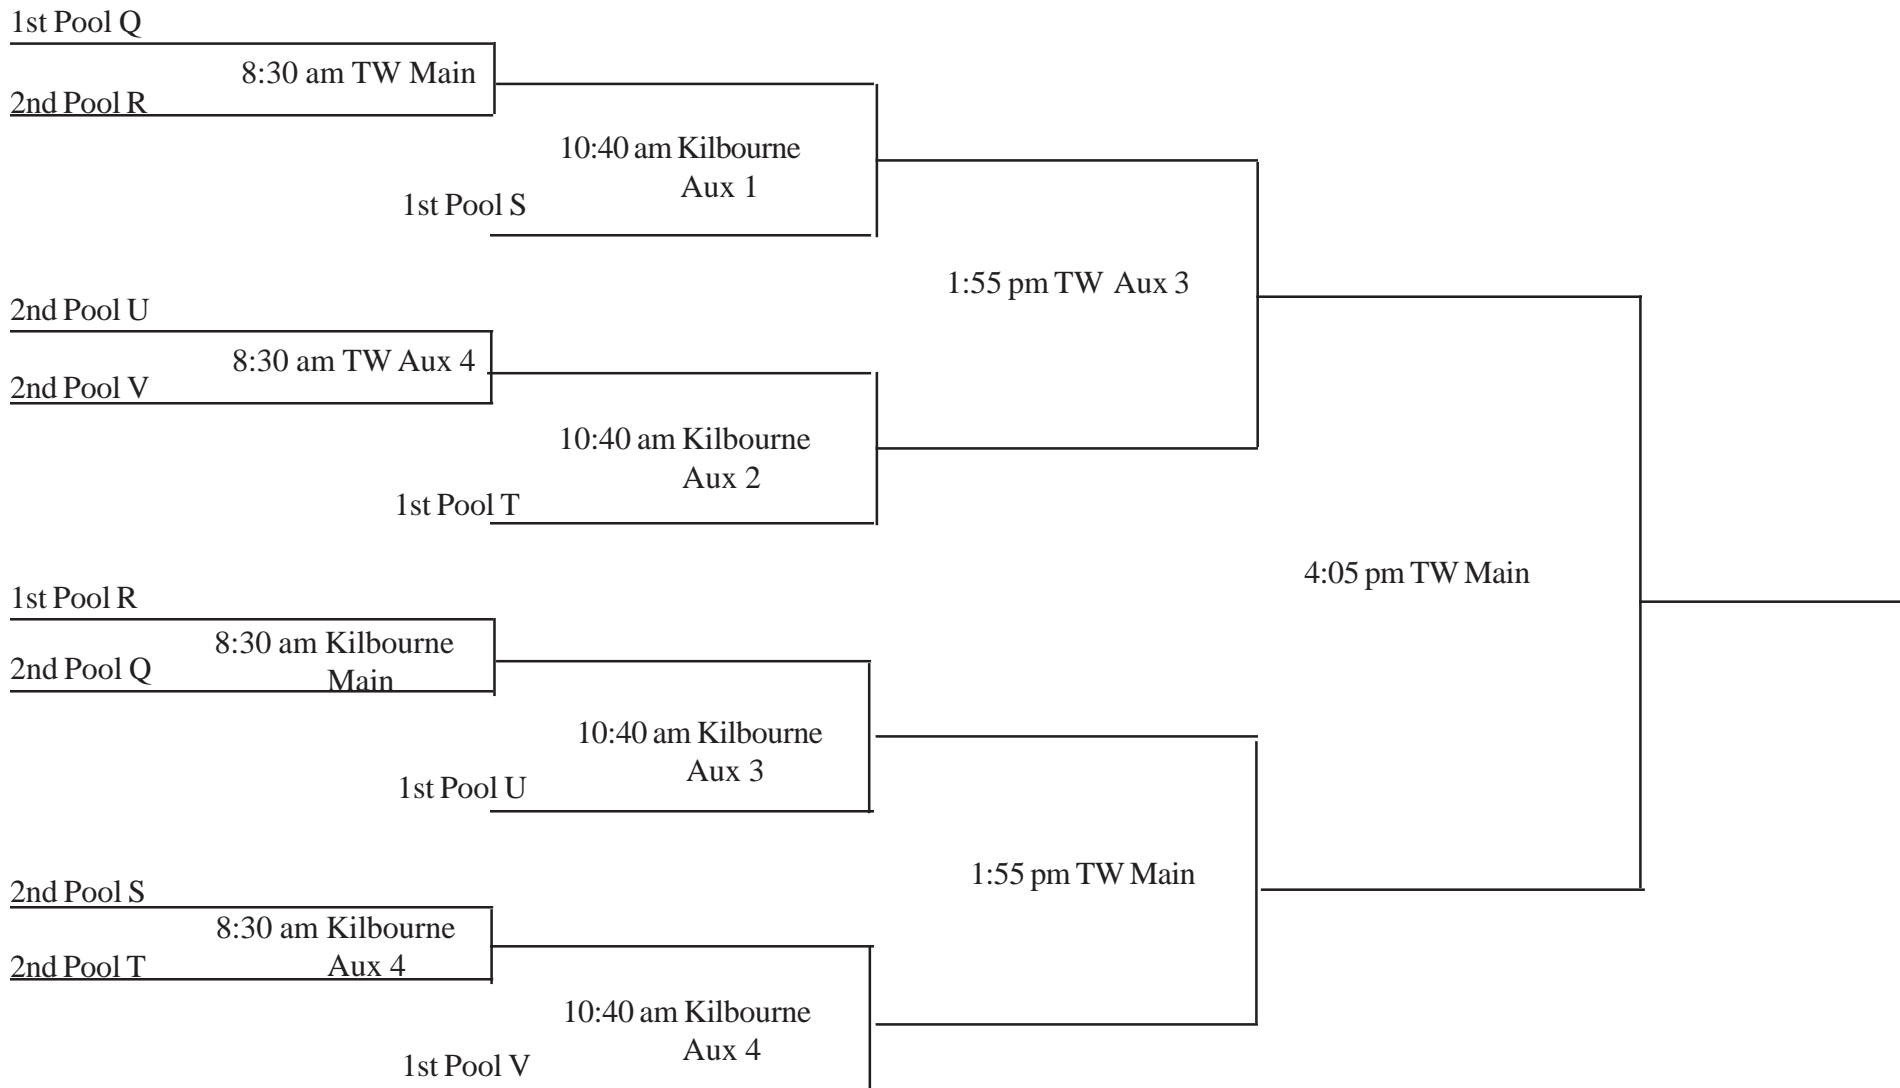 1st Pool Q
8:30 am TW Main
2nd Pool R
10:40 am Kilbourne
Aux 1
1st Pool S
1:55 pm TW Aux 3
2nd Pool U
8:30 am TW Aux 4
2nd Pool V
10:40 am Kilbourne
Aux 2
1st Pool T
4:05 pm TW Main
1st Pool R
8:30 am Kilbourne
Main
2nd Pool Q
10:40 am Kilbourne
Aux 3
1st Pool U
1:55 pm TW Main
2nd Pool S
8:30 am Kilbourne
Aux 4
2nd Pool T
10:40 am Kilbourne
Aux 4
1st Pool V